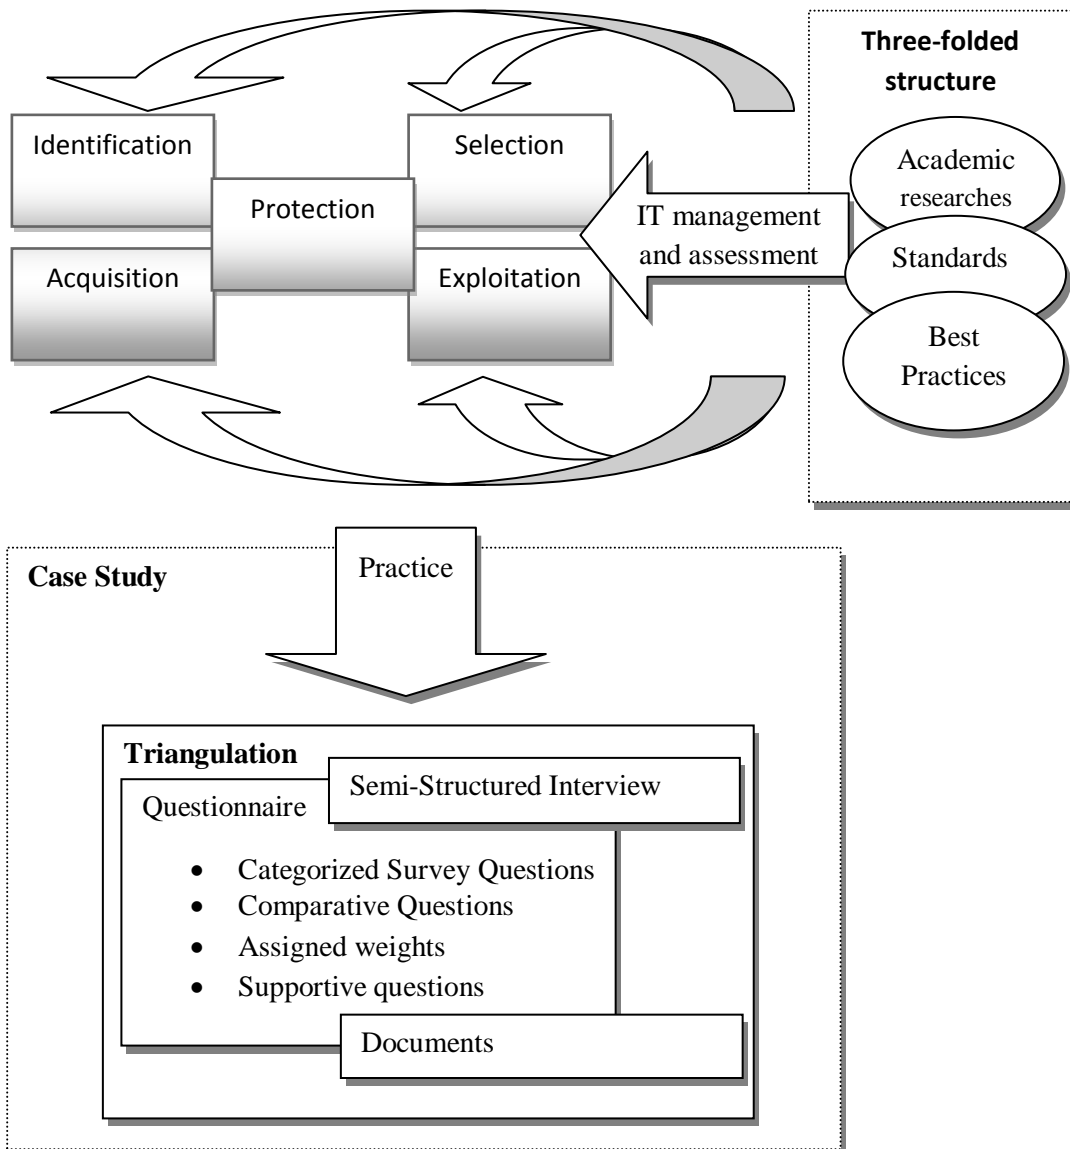 Three-folded
structure
Identification
Selection
Academic
researches
Protection
IT management
and assessment
Acquisition
Exploitation
Standards
Best
Practices
Practice
Case Study
Triangulation
Semi-Structured Interview
Questionnaire
• Categorized Survey Questions
• Comparative Questions
• Assigned weights
• Supportive questions
Documents